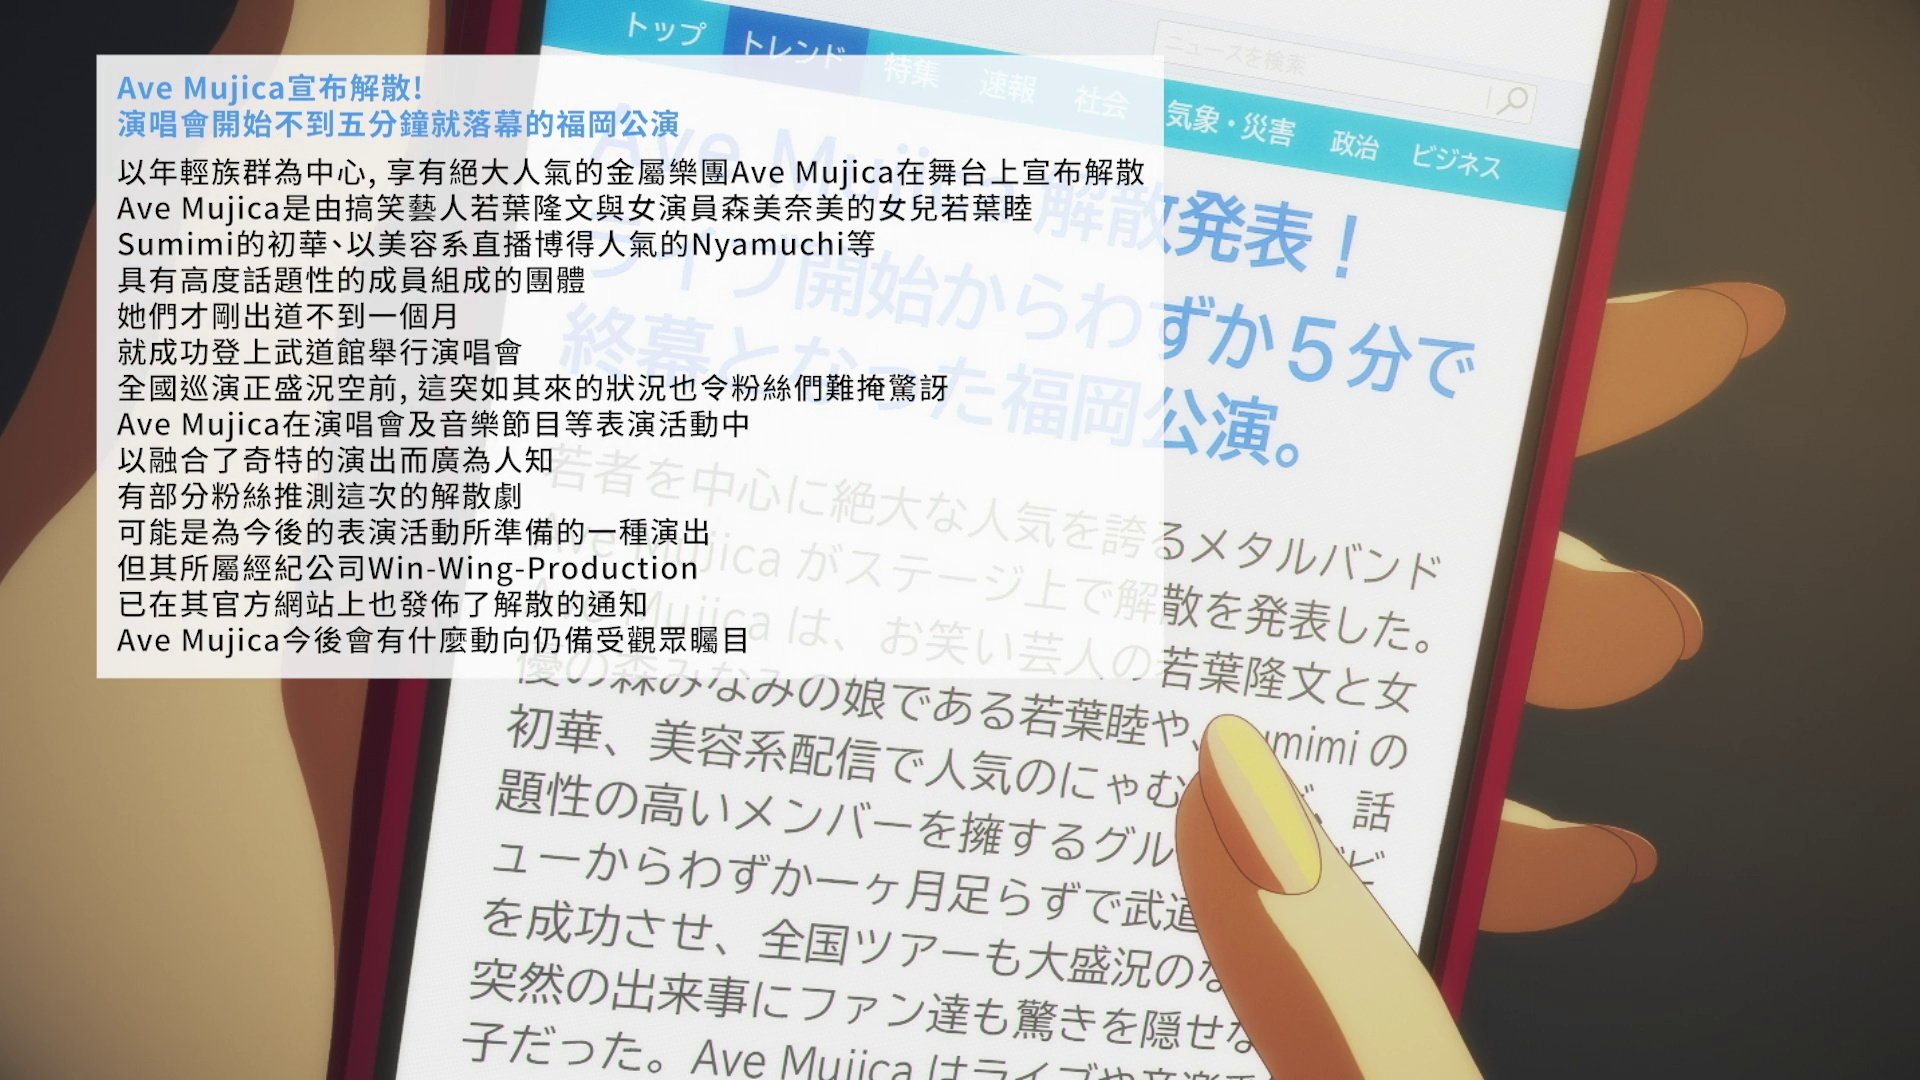 トップ
トレンド
特集
速報
社会
気象・災害
政治
ビジネス
ニュースを検索
Ave Mujica宣布解散!
演唱會開始不到五分鐘就落幕的福岡公演
以年輕族群為中心, 享有絕大人氣的金屬樂團Ave Mujica在舞台上宣布解散
Ave Mujica是由搞笑藝人若葉隆文與女演員森美奈美的女兒若葉睦
Sumimi的初華、以美容系直播博得人氣的Nyamuchi等
具有高度話題性的成員組成的團體
她們才剛出道不到一個月
就成功登上武道館舉行演唱會
全國巡演正盛況空前, 這突如其來的狀況也令粉絲們難掩驚訝
Ave Mujica在演唱會及音樂節目等表演活動中
以融合了奇特的演出而廣為人知
有部分粉絲推測這次的解散劇
可能是為今後的表演活動所準備的一種演出
但其所屬經紀公司Win-Wing-Production
已在其官方網站上也發佈了解散的通知
Ave Mujica今後會有什麼動向仍備受觀眾矚目
Ave Mujica 解散発表！
ライブ開始からわずか５分で
終幕となった福岡公演。
若者を中心に絶大な人気を誇るメタルバンド
Ave Mujica がステージ上で解散を発表した。
Ave Mujica は、お笑い芸人の若葉隆文と女
優の森みなみの娘である若葉睦や、umimi の
初華、美容系配信で人気のにゃむ、話
題性の高いメンバーを擁するグル
ューからわずか一ヶ月足らずで武道
を成功させ、全国ツアーも大盛況のな
突然の出来事にファン達も驚きを隠せな
子だった。Ave Mujica はライブや音楽